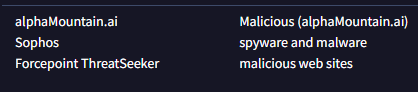 alphaMountain.ai Malicious (alphaMountain.ai)
Sophos spyware and malware
Forcepoint ThreatSeeker malicious web sites